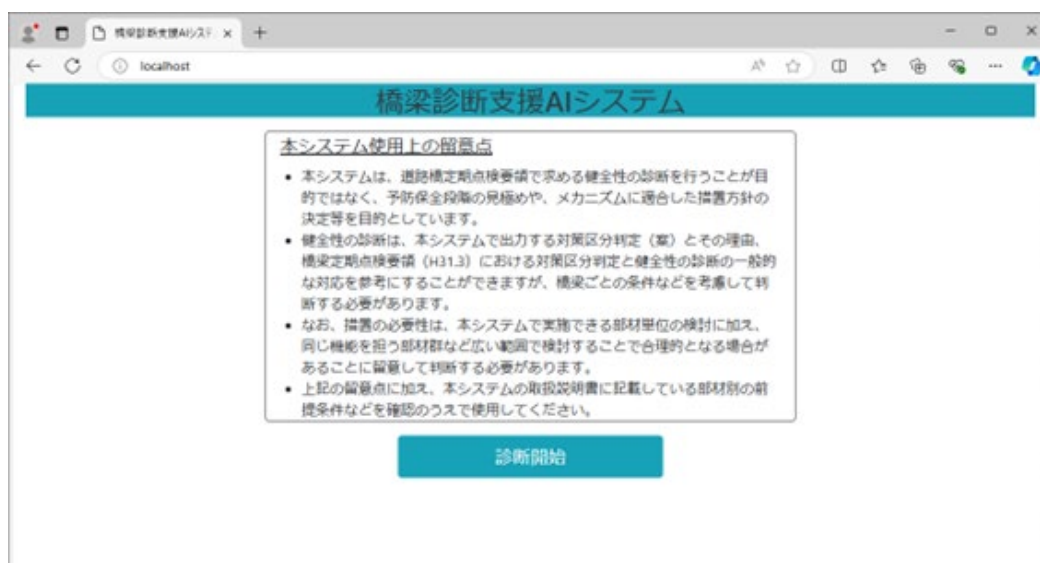 橋梁診断支援AIシステム
localhost
橋梁診断支援AIシステム
本システム使用上の留意点
• 本システムは、道路橋定期点検要領で求める健全性の診断を行うことが目
的ではなく、予防保全段階の見極めや、メカニズムに適合した措置方針の
決定等を目的としています。
• 健全性の診断は、本システムで出力する対策区分判定（案）とその理由、
橋梁定期点検要領（H31.3）における対策区分判定と健全性の診断の一般的
な対応を参考にすることができますが、橋梁ごとの条件などを考慮して判
断する必要があります。
• なお、措置の必要性は、本システムで実施できる部材単位の検討に加え、
同じ機能を担う部材群など広い範囲で検討することで合理的となる場合が
あることに留意して判断する必要があります。
• 上記の留意点に加え、本システムの取扱説明書に記載している部材別の前
提条件などを確認のうえで使用してください。
診断開始